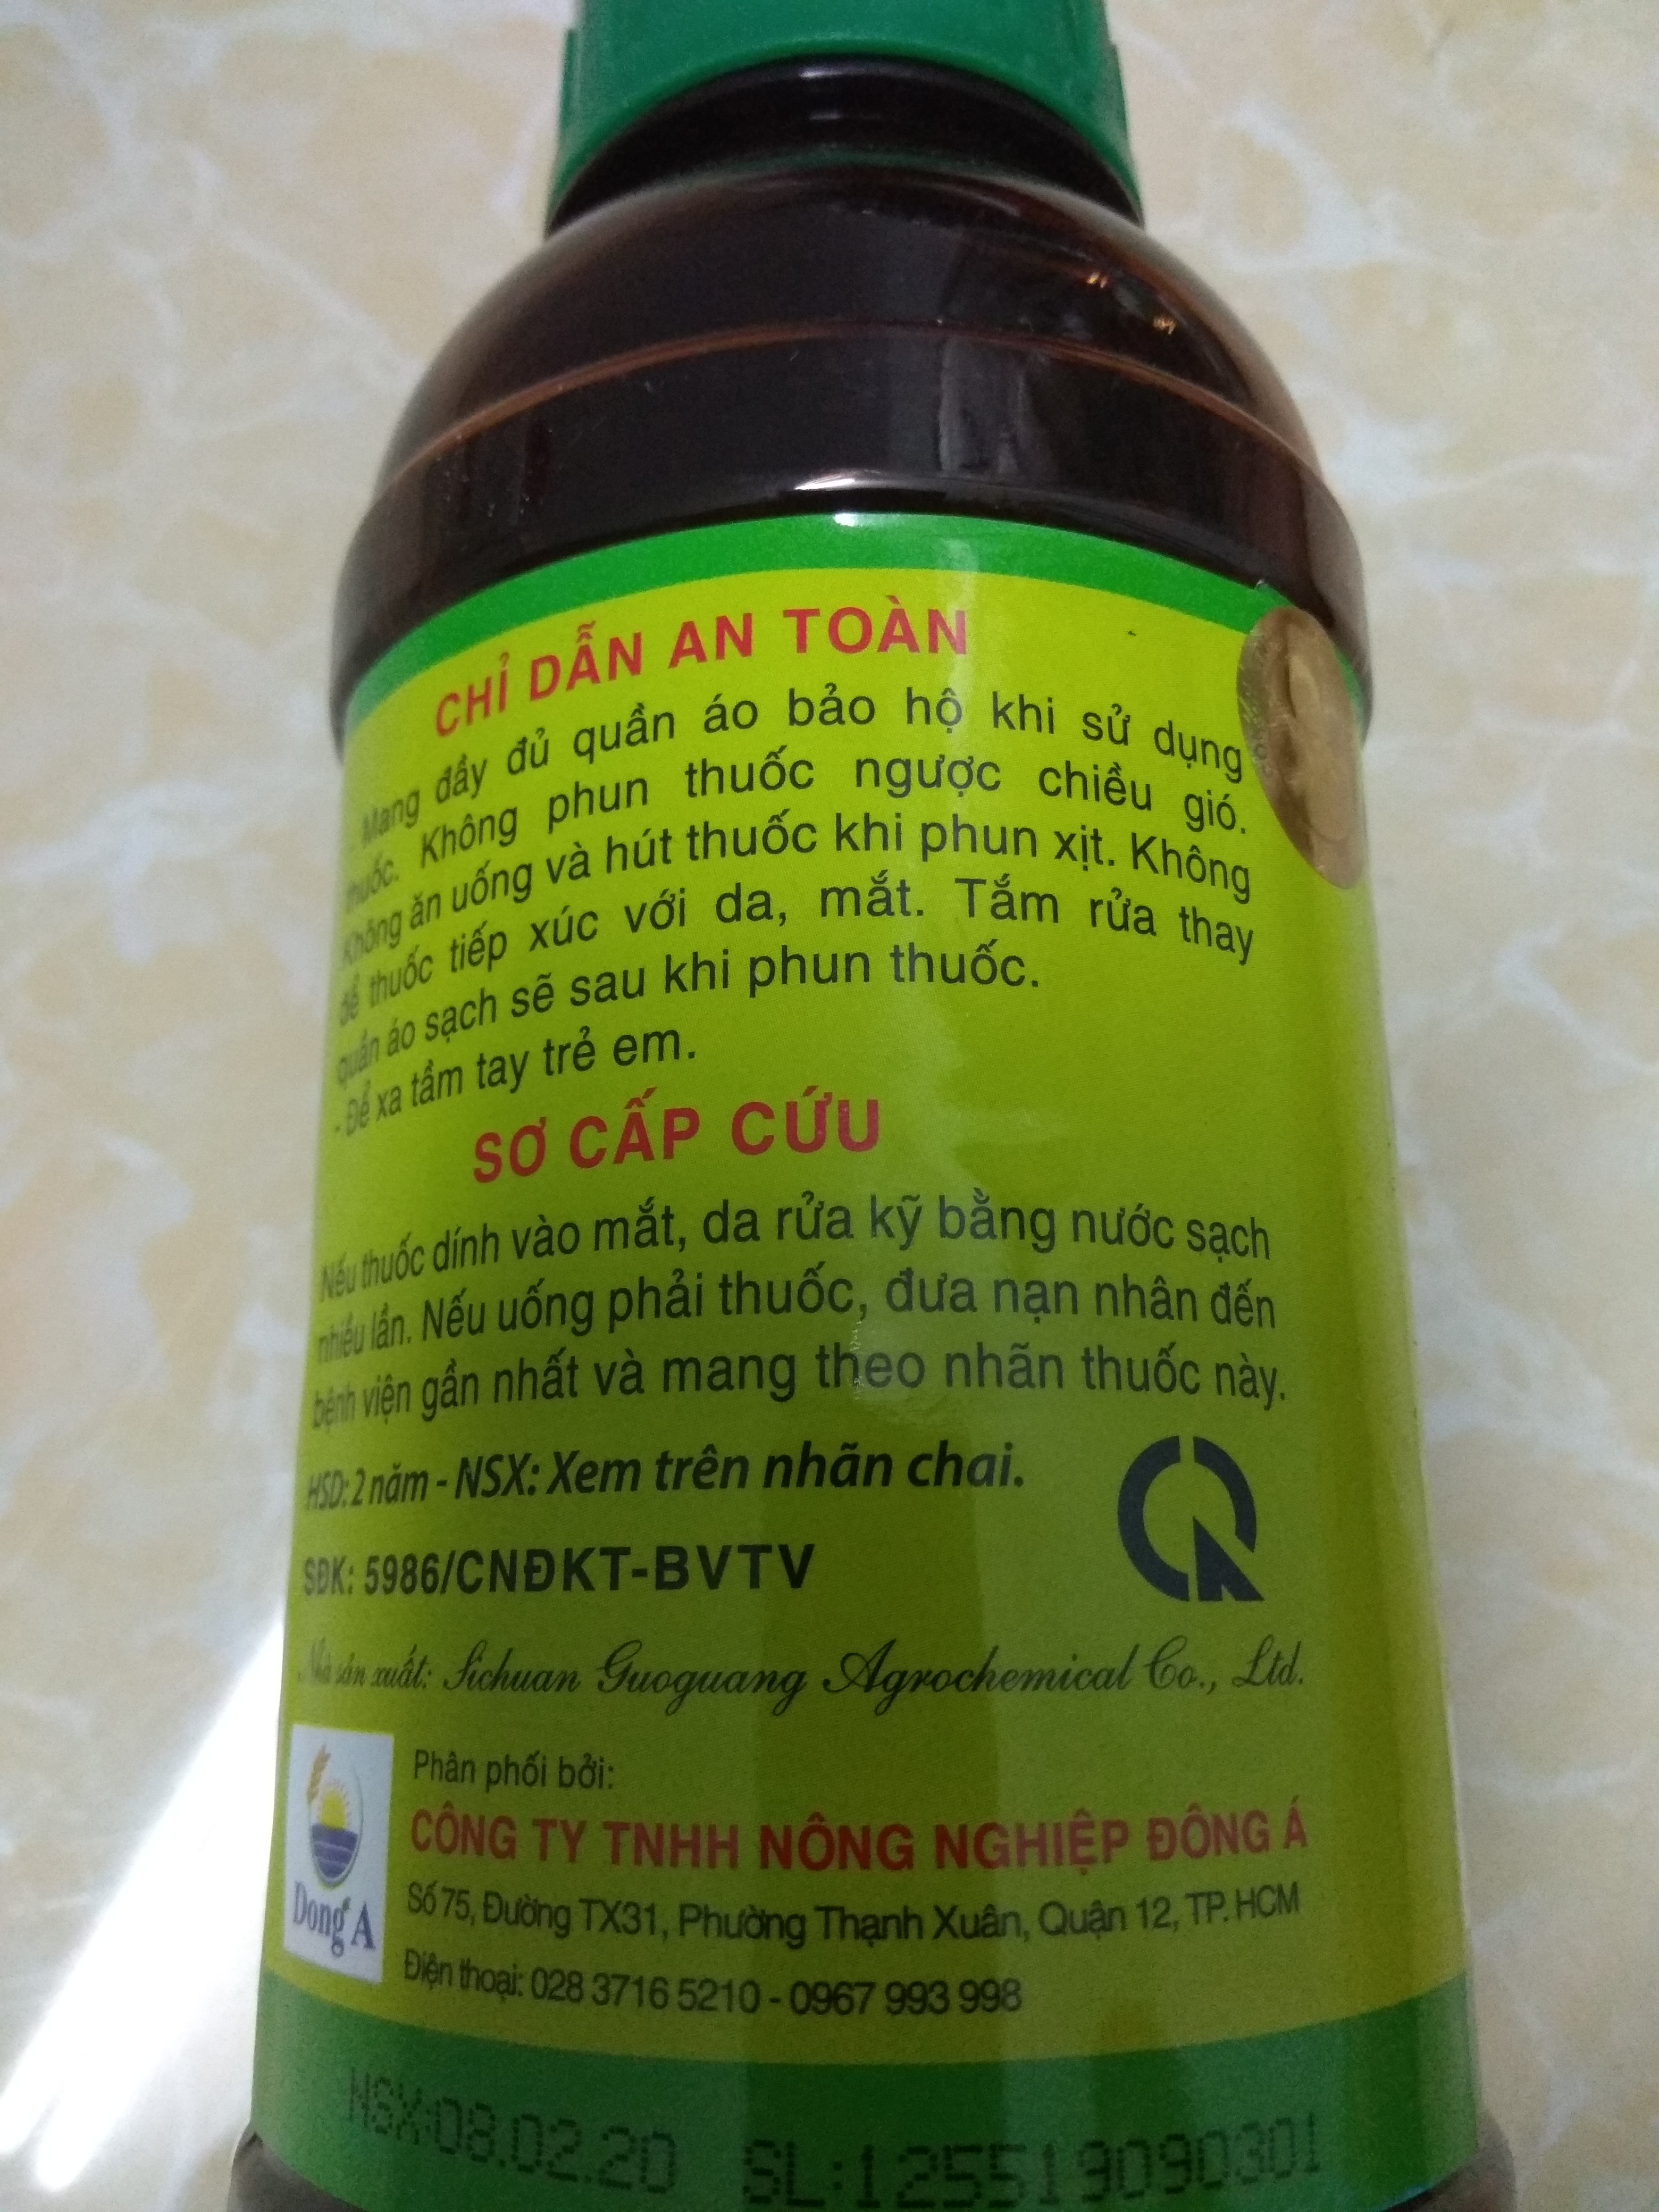 CHỈ DẪN AN TOÀN
- Mang đầy đủ quần áo bảo hộ khi sử dụng
thuốc. Không phun thuốc ngược chiều gió.
Không ăn uống và hút thuốc khi phun xịt. Không
để thuốc tiếp xúc với da, mắt. Tắm rửa thay
quần áo sạch sẽ sau khi phun thuốc.
- Để xa tầm tay trẻ em.
SƠ CẤP CỨU
Nếu thuốc dính vào mắt, da rửa kỹ bằng nước sạch
nhiều lần. Nếu uống phải thuốc, đưa nạn nhân đến
bệnh viện gần nhất và mang theo nhãn thuốc này.
HSD: 2 năm - NSX: Xem trên nhãn chai.
SĐK: 5986/CNĐKT-BVTV
Nhà sản xuất: Sichuan Guoguang Agrochemical Co., Ltd.
Phân phối bởi:
CÔNG TY TNHH NÔNG NGHIỆP ĐÔNG Á
Số 75, Đường TX31, Phường Thạnh Xuân, Quận 12, TP. HCM
Điện thoại: 028 3716 5210 - 0967 993 998
Dong A
NSX:08.02.20 SL:125519090301